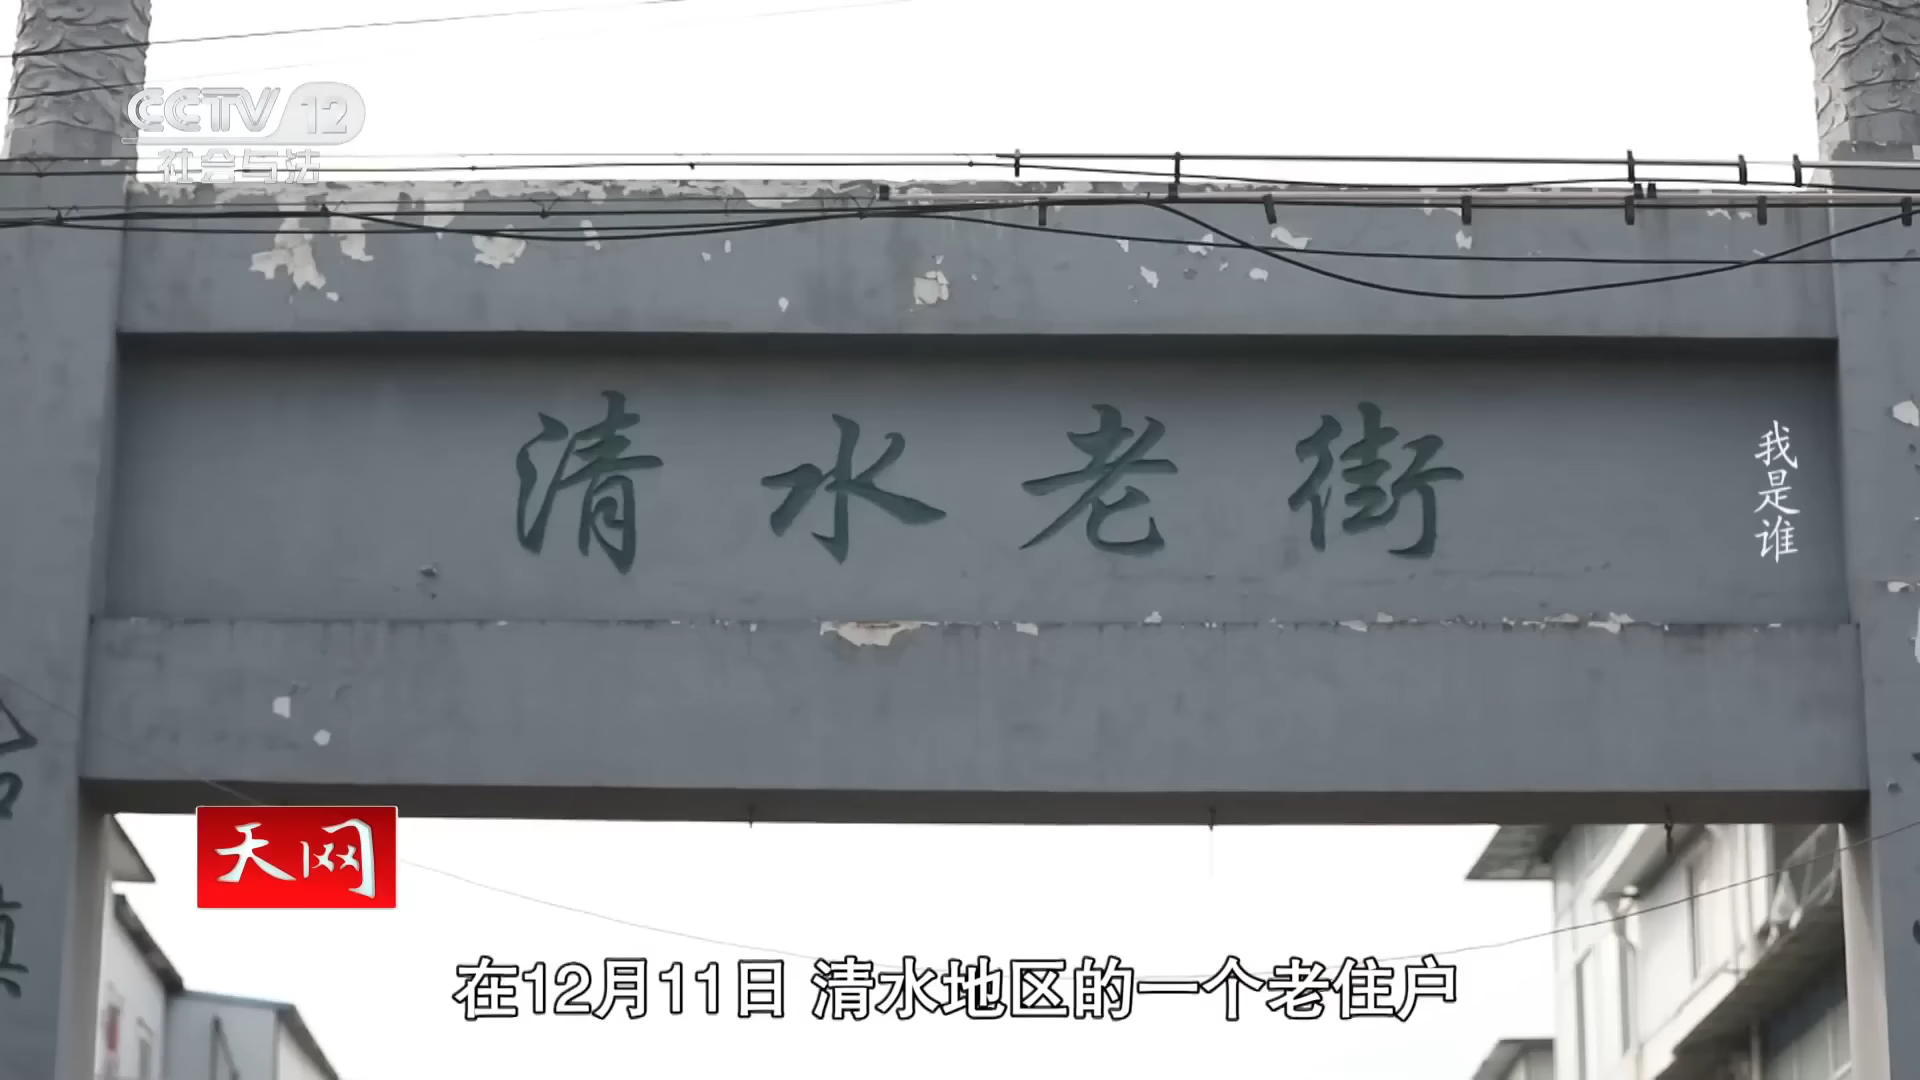 CCTV 12
社会与法
清水老街
我是谁
天网
在12月11日 清水地区的一个老住户